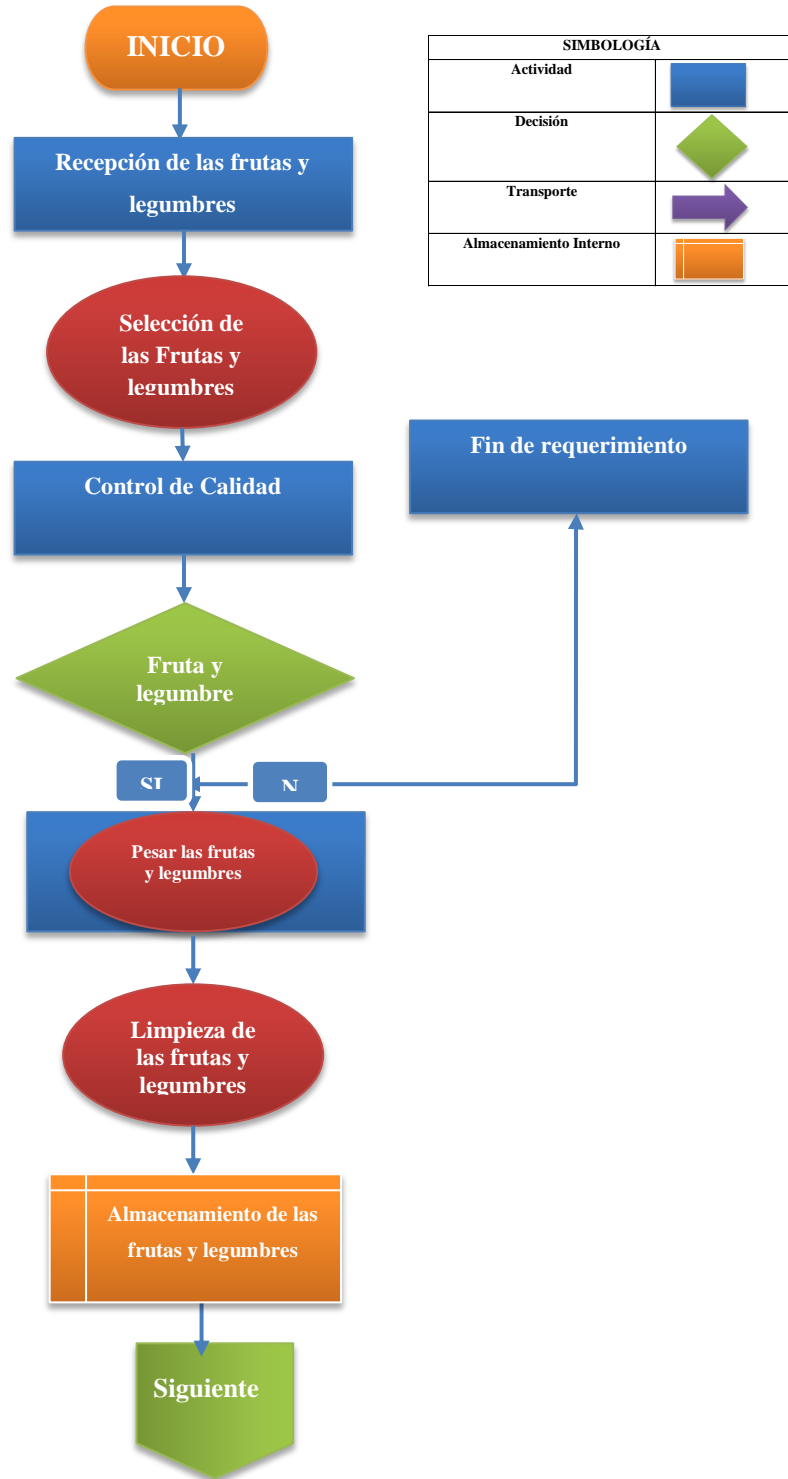 INICIO
SIMBOLOGÍA
Actividad
Decisión
Transporte
Almacenamiento Interno
Recepción de las frutas y
legumbres
Selección de
las Frutas y
legumbres
Control de Calidad
Fin de requerimiento
Fruta y
legumbre
SI
N
Pesar las frutas
y legumbres
Limpieza de
las frutas y
legumbres
Almacenamiento de las
frutas y legumbres
Siguiente